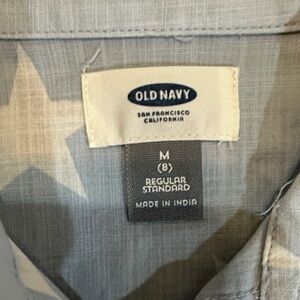 OLD NAVY
SAN FRANCISCO
CALIFORNIA
M
(8)
REGULAR
STANDARD
MADE IN INDIA